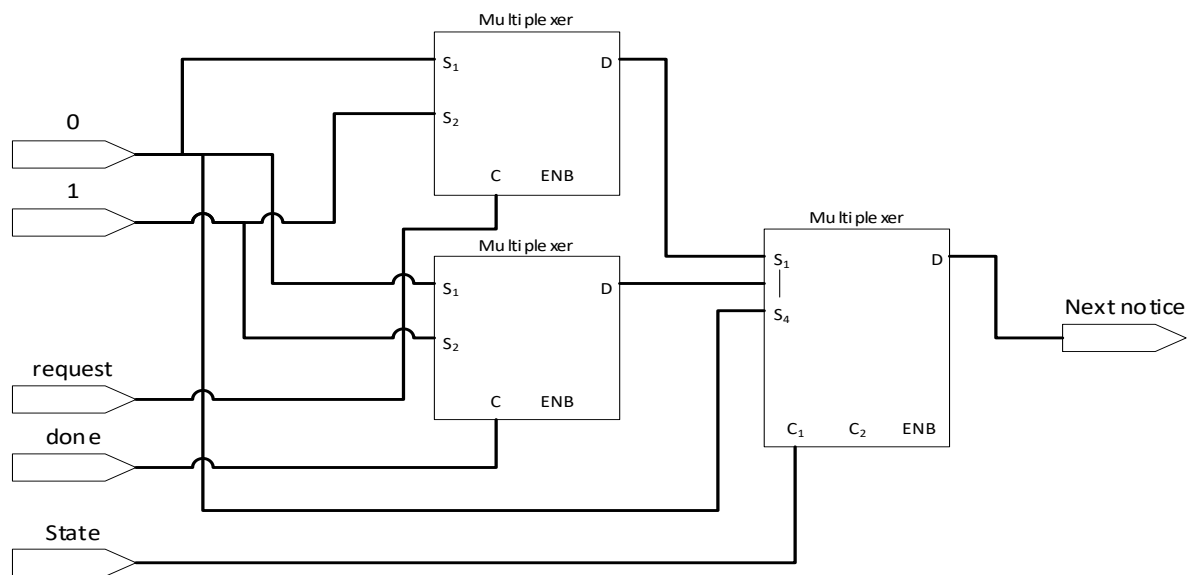 Multiplexer
S₁
D
S₂
C
ENB
0
1
Multiplexer
S₁
D
S₂
C
ENB
Multiplexer
S₁
D
S₄
C₁
C₂
ENB
Next notice
request
done
State